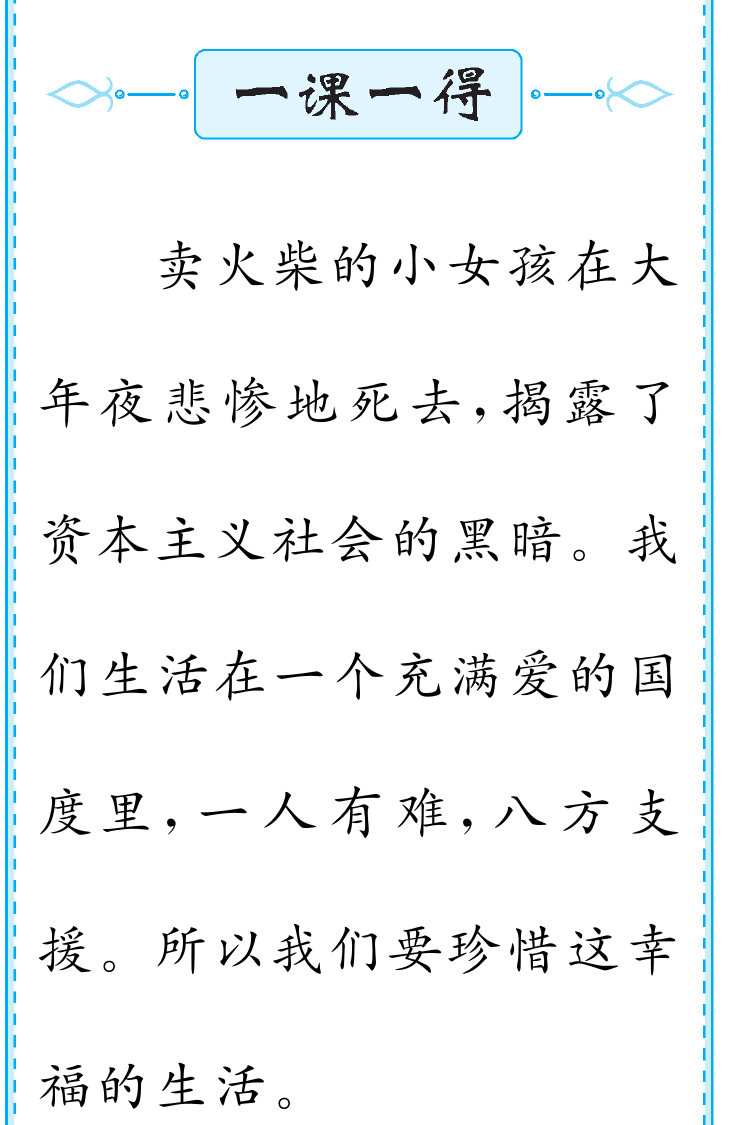 一课一得
卖火柴的小女孩在大
年夜悲惨地死去，揭露了
资本主义社会的黑暗。我
们生活在一个充满爱的国
度里，一人有难，八方支
援。所以我们要珍惜这幸
福的生活。